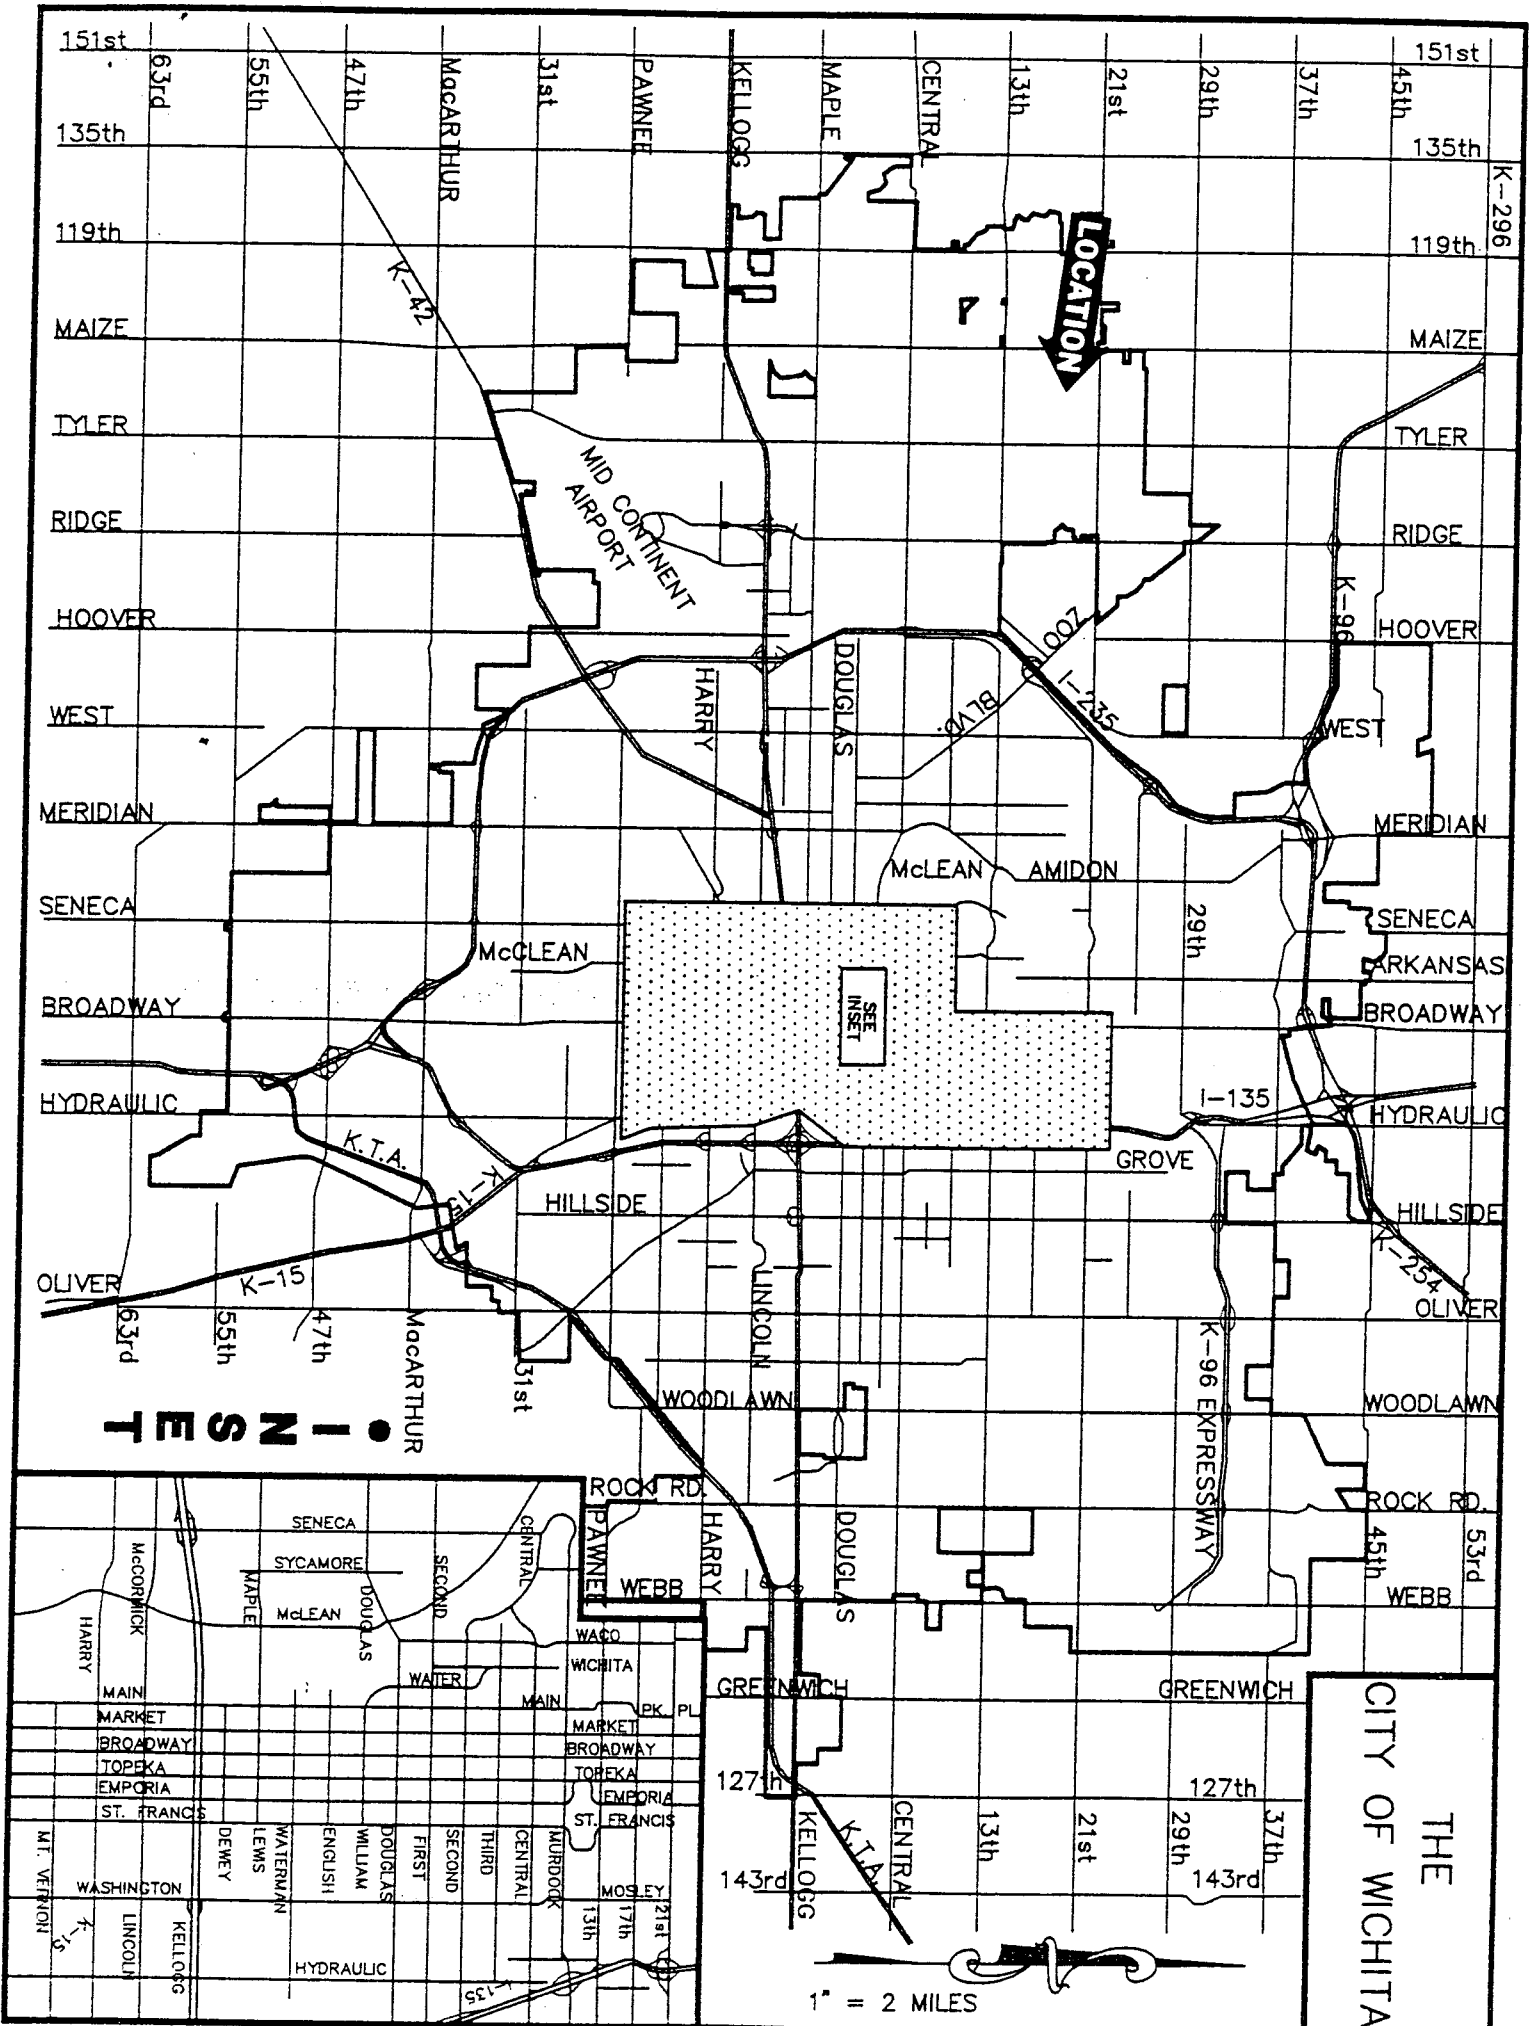 151st
63rd
55th
47th
MacARTHUR
31st
PAWNEE
KELLOGG
MAPLE
CENTRAL
13th
21st
29th
37th
45th
151st
135th
135th
K-296
119th
119th
LOCATION
K-42
MAIZE
MAIZE
TYLER
TYLER
MID CONTINENT
AIRPORT
RIDGE
RIDGE
K-96
HOOVER
HOOVER
ZOO
BLVD.
I-235
DOUGLAS
HARRY
WEST
WEST
MERIDIAN
MERIDIAN
McLEAN
AMIDON
SENECA
29th
SENECA
McCLEAN
ARKANSAS
SEE
INSET
BROADWAY
BROADWAY
HYDRAULIC
I-135
HYDRAULIC
K.T.A.
K-15
GROVE
HILLSIDE
HILLSIDE
K-15
LINCOLN
I-254
OLIVER
OLIVER
63rd
55th
47th
MacARTHUR
31st
K-96 EXPRESSWAY
WOODLAWN
WOODLAWN
ROCK RD.
ROCK RD.
PAWNEE
HARRY
DOUGLAS
45th
53rd
WEBB
WEBB
GREENWICH
GREENWICH
127th
127th
KELLOGG
K.T.A.
CENTRAL
13th
21st
29th
37th
143rd
143rd
THE
CITY OF WICHITA
1" = 2 MILES
• INSET
SENECA
CENTRAL
McCORMICK
SYCAMORE
SECOND
MAPLE
DOUGLAS
McLEAN
HARRY
WACO
WICHITA
WATER
MAIN
MAIN
PK. PL
MARKET
MARKET
BROADWAY
BROADWAY
TOPEKA
TOPEKA
EMPORIA
EMPORIA
ST. FRANCIS
ST. FRANCIS
MT. VERNON
DEWEY
LEWIS
WATERMAN
ENGLISH
WILLIAM
DOUGLAS
FIRST
SECOND
THIRD
CENTRAL
MURDOCK
WASHINGTON
MOSLEY
13th
17th
21st
K-15
LINCOLN
KELLOGG
HYDRAULIC
I-135